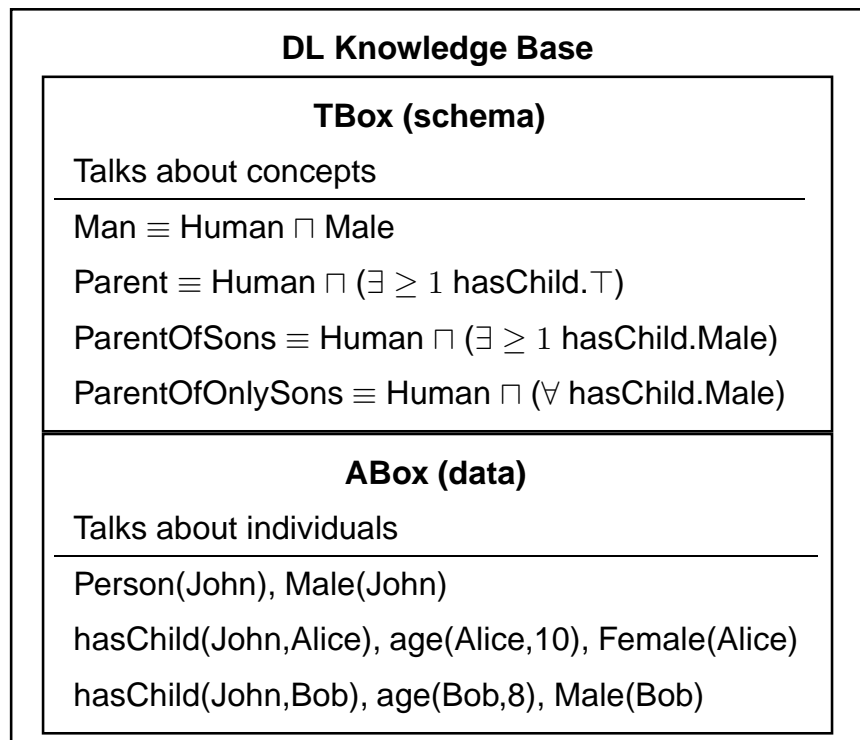 DL Knowledge Base
TBox (schema)
Talks about concepts
Man ≡ Human ⊓ Male
Parent ≡ Human ⊓ (∃ ≥ 1 hasChild.⊤)
ParentOfSons ≡ Human ⊓ (∃ ≥ 1 hasChild.Male)
ParentOfOnlySons ≡ Human ⊓ (∀ hasChild.Male)
ABox (data)
Talks about individuals
Person(John), Male(John)
hasChild(John,Alice), age(Alice,10), Female(Alice)
hasChild(John,Bob), age(Bob,8), Male(Bob)